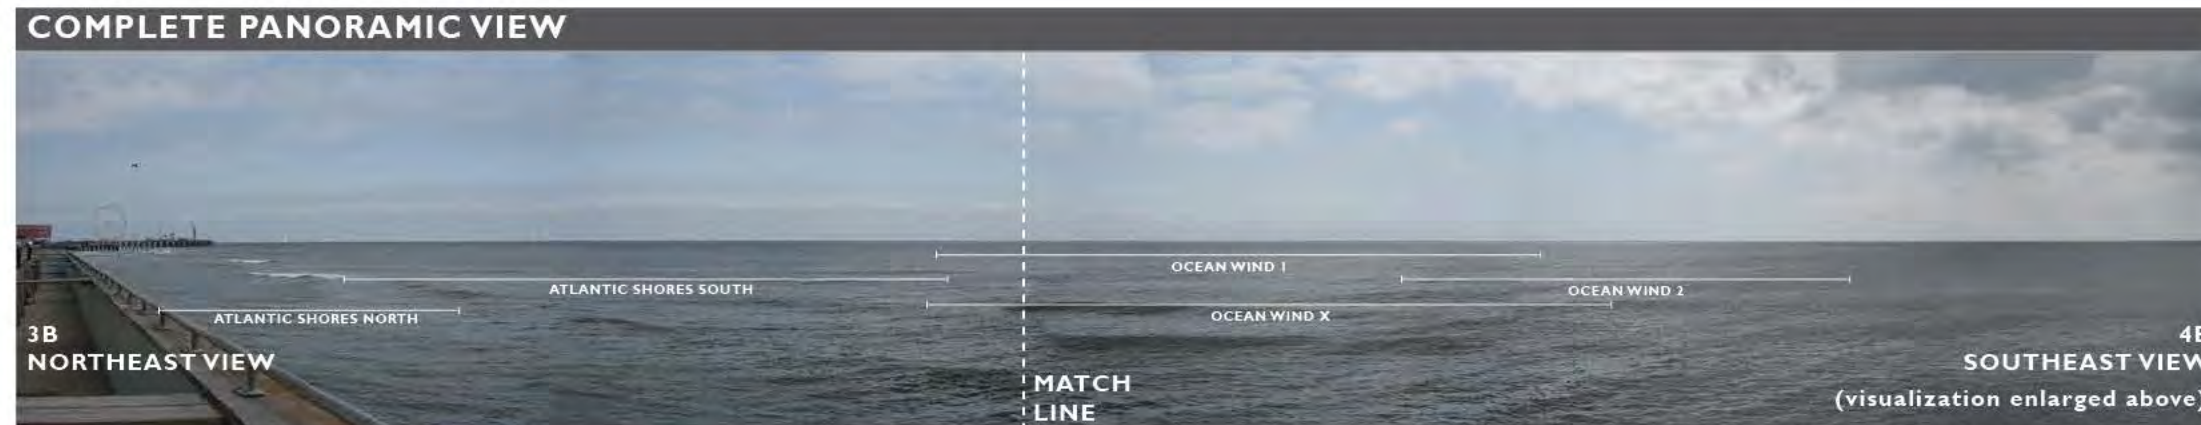 COMPLETE PANORAMIC VIEW
OCEAN WIND 1
ATLANTIC SHORES SOUTH
OCEAN WIND 2
ATLANTIC SHORES NORTH
OCEAN WIND X
3B
NORTHEAST VIEW
MATCH
LINE
4B
SOUTHEAST VIEW
(visualization enlarged above)